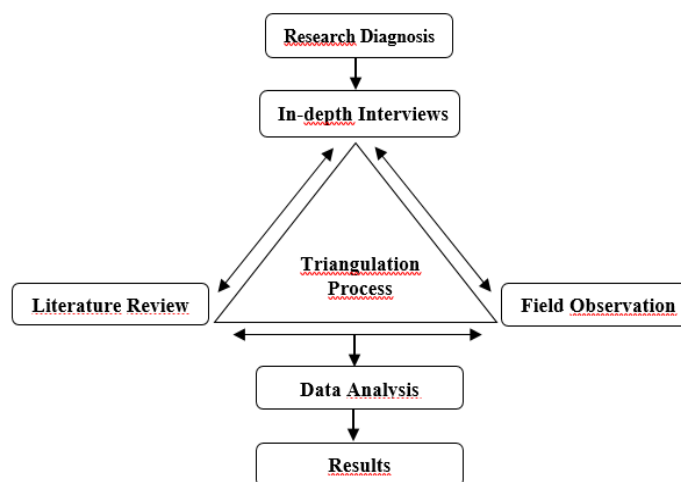 Research Diagnosis
In-depth Interviews
Triangulation
Process
Literature Review
Field Observation
Data Analysis
Results